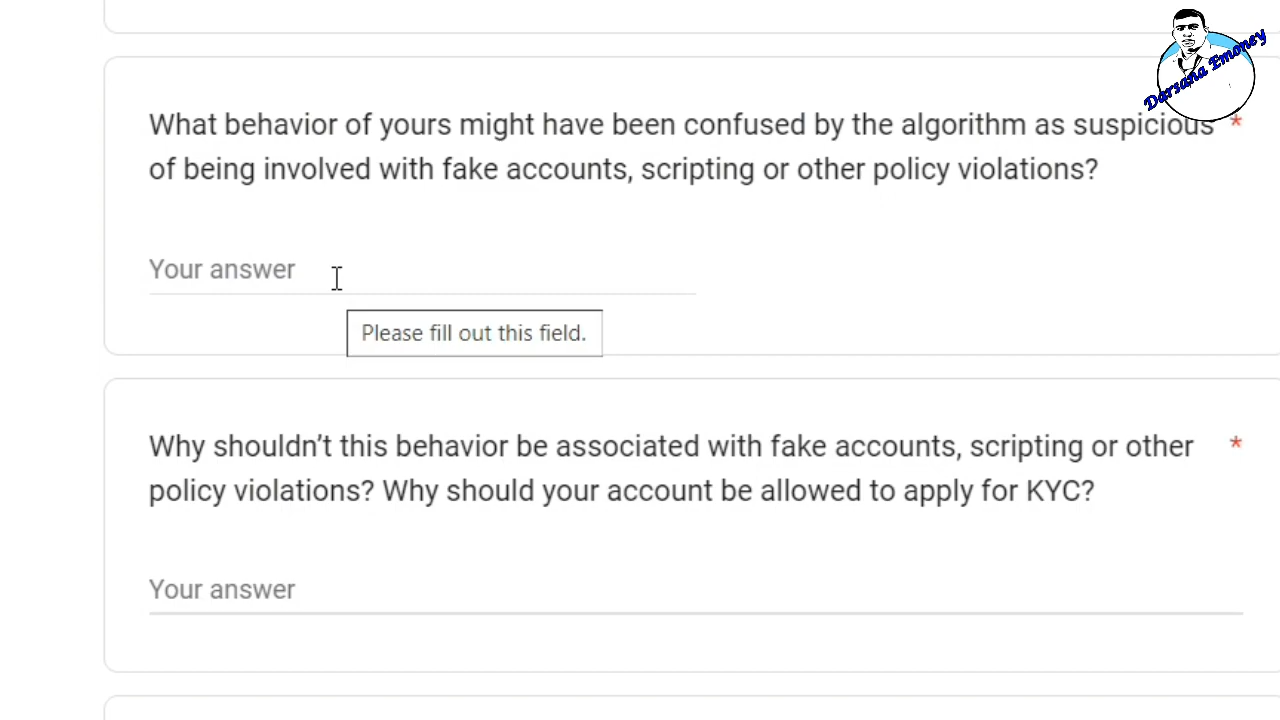 Darsana Emoney
What behavior of yours might have been confused by the algorithm as suspicious *
of being involved with fake accounts, scripting or other policy violations?
Your answer
Please fill out this field.
Why shouldn’t this behavior be associated with fake accounts, scripting or other *
policy violations? Why should your account be allowed to apply for KYC?
Your answer